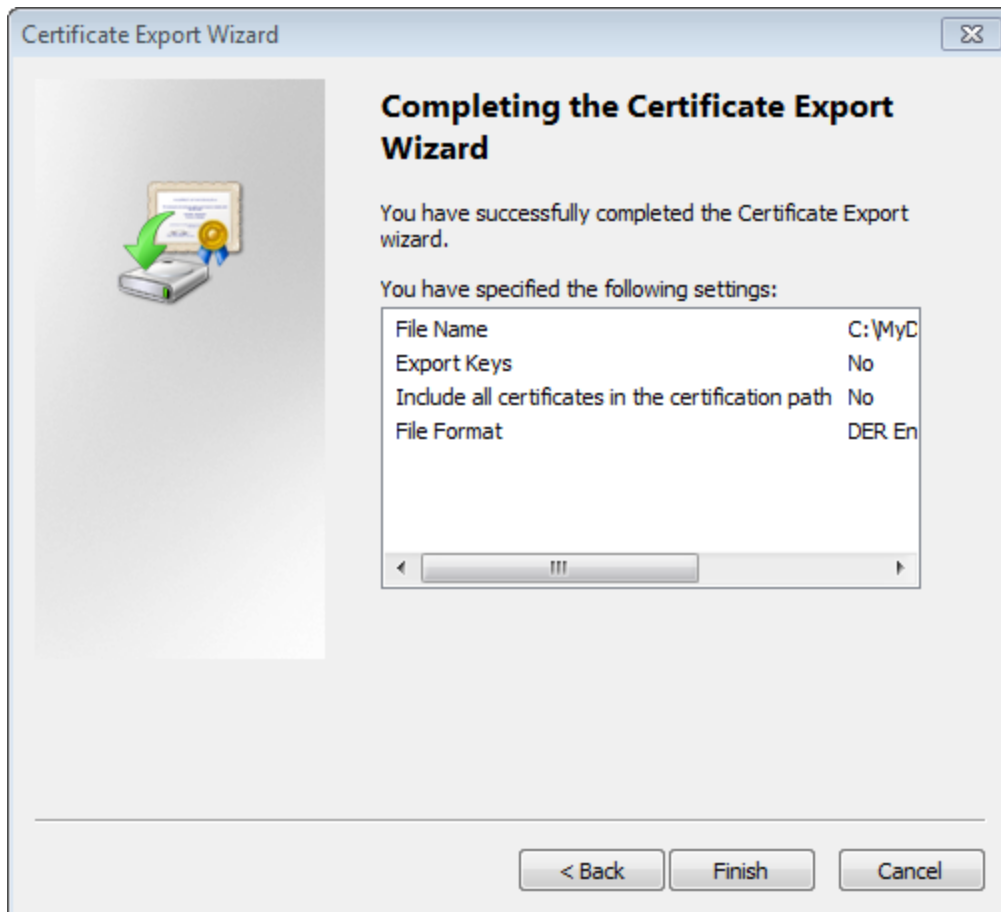 Certificate Export Wizard
Completing the Certificate Export
Wizard
You have successfully completed the Certificate Export
wizard.
You have specified the following settings:
File Name C:\MyD
Export Keys No
Include all certificates in the certification path No
File Format DER En
< Back Finish Cancel